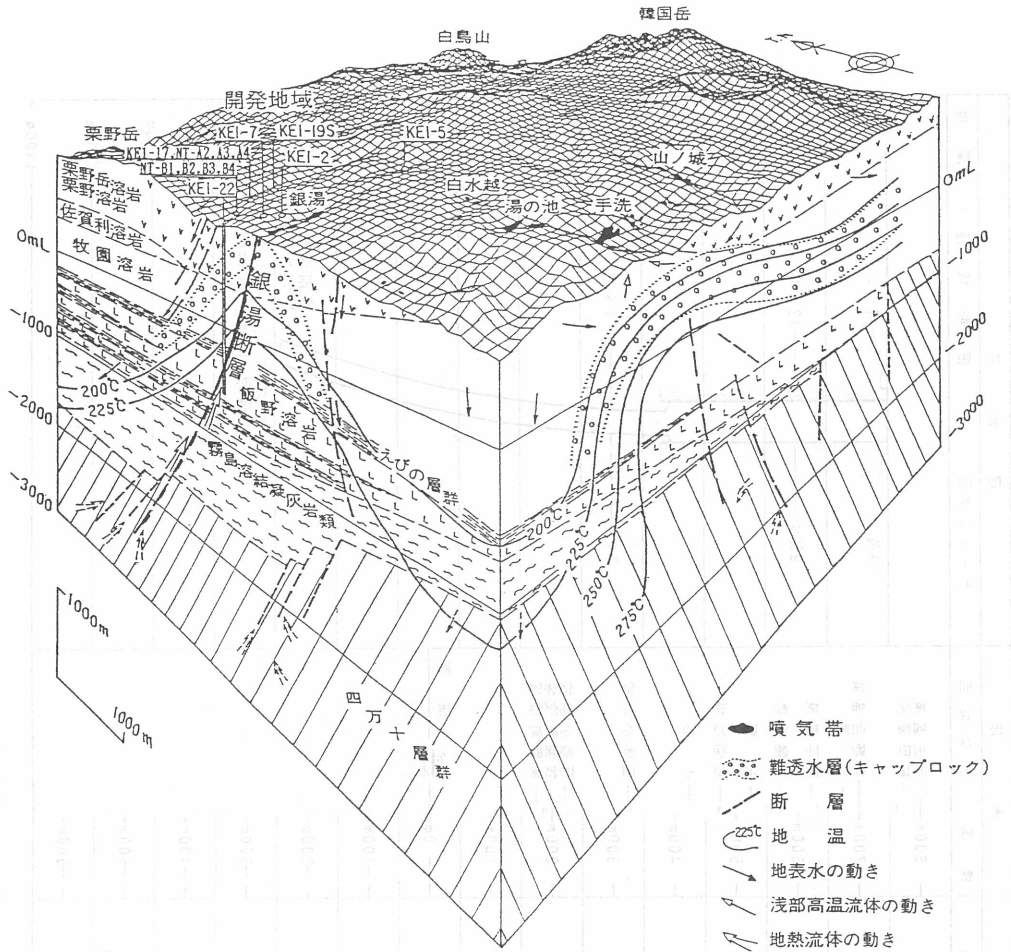 韓国岳
白鳥山
開発地域
栗野岳
KEI-7
KEI-19S
KEI-5
KEI-17, NT-A2, A3, A4
KEI-2
NT-B1, B2, B3, B4
KEI-22
栗野岳溶岩
栗野溶岩
佐賀利溶岩
牧園溶岩
銀湯
白水越
湯の池
手洗
山ノ城
0mL
-1000
-2000
-3000
0mL
-1000
-2000
-3000
200℃
225℃
銀湯断層
飯野溶岩
えびの層群
霧島溶結凝灰岩類
四万十層群
200℃
225℃
250℃
275℃
1000m
1000m
噴気帯
難透水層(キャップロック)
断層
225℃ 地温
地表水の動き
浅部高温流体の動き
地熱流体の動き